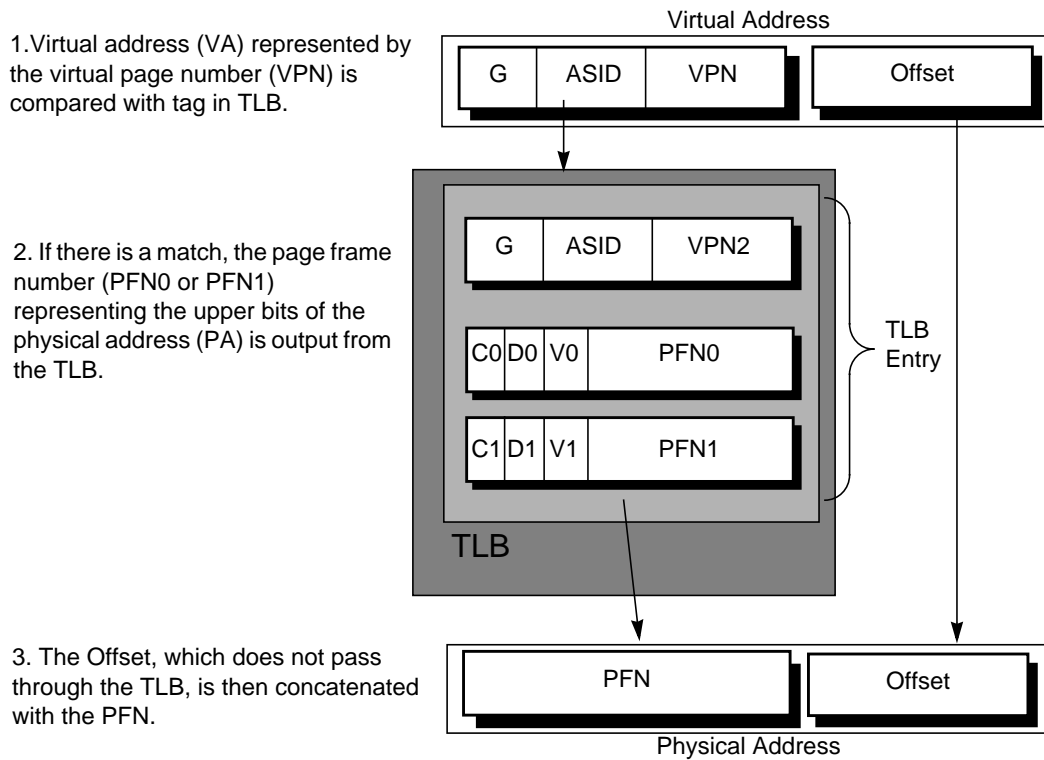 Virtual Address
1.Virtual address (VA) represented by
the virtual page number (VPN) is
compared with tag in TLB.
G ASID VPN Offset
2. If there is a match, the page frame
number (PFN0 or PFN1)
representing the upper bits of the
physical address (PA) is output from
the TLB.
G ASID VPN2
C0 D0 V0 PFN0
C1 D1 V1 PFN1
TLB
Entry
TLB
3. The Offset, which does not pass
through the TLB, is then concatenated
with the PFN.
PFN Offset
Physical Address